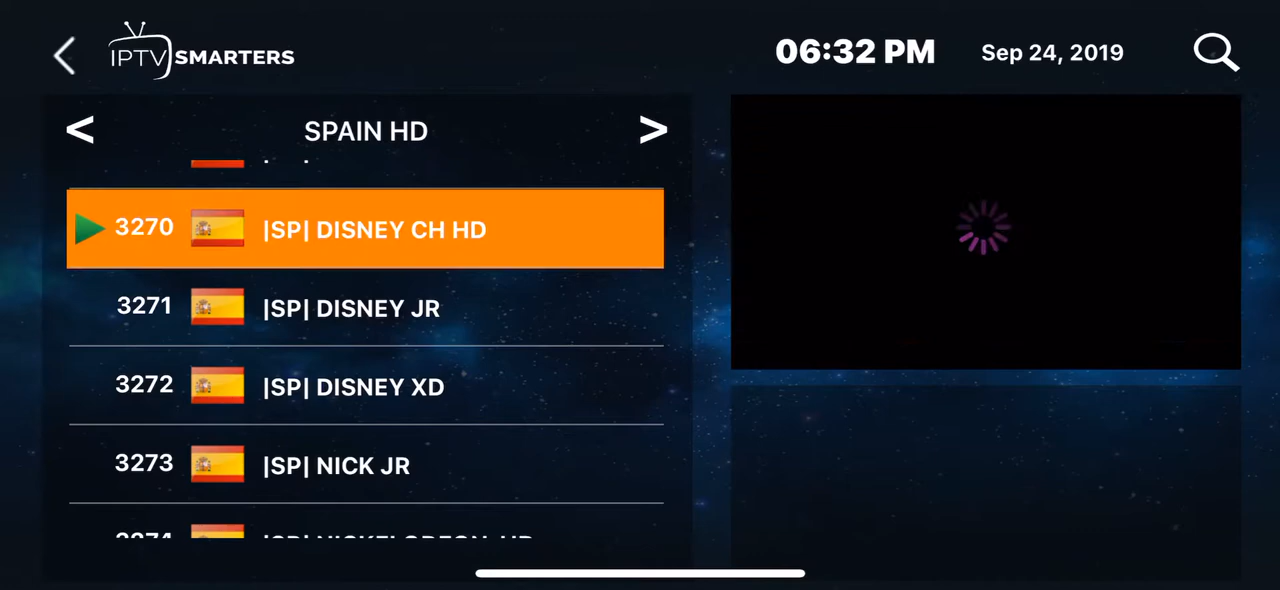 IPTV SMARTERS
06:32 PM
Sep 24, 2019
< SPAIN HD >
3270 |SP| DISNEY CH HD
3271 |SP| DISNEY JR
3272 |SP| DISNEY XD
3273 |SP| NICK JR